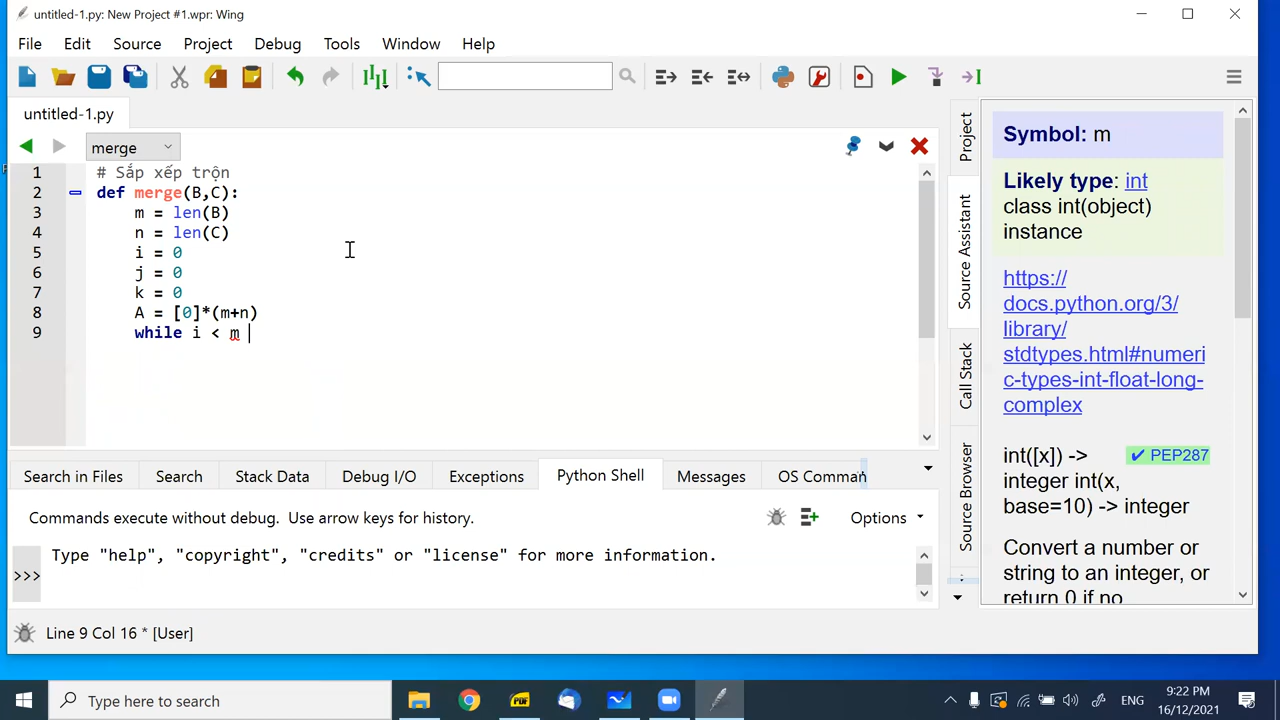 untitled-1.py: New Project #1.wpr: Wing
File Edit Source Project Debug Tools Window Help
untitled-1.py
merge
1 # Sắp xếp trộn
2 def merge(B,C):
3 m = len(B)
4 n = len(C)
5 i = 0
6 j = 0
7 k = 0
8 A = [0]*(m+n)
9 while i < m
Project
Source Assistant
Call Stack
Source Browser
Symbol: m
Likely type: int
class int(object)
instance
https://
docs.python.org/3/
library/
stdtypes.html#numeri
c-types-int-float-long-
complex
int([x]) -> ✔ PEP287
integer int(x,
base=10) -> integer
Convert a number or
string to an integer, or
return 0 if no
Search in Files Search Stack Data Debug I/O Exceptions Python Shell Messages OS Comman
Commands execute without debug. Use arrow keys for history. Options
Type "help", "copyright", "credits" or "license" for more information.
>>>
Line 9 Col 16 * [User]
Type here to search
PDF
ENG
9:22 PM
16/12/2021